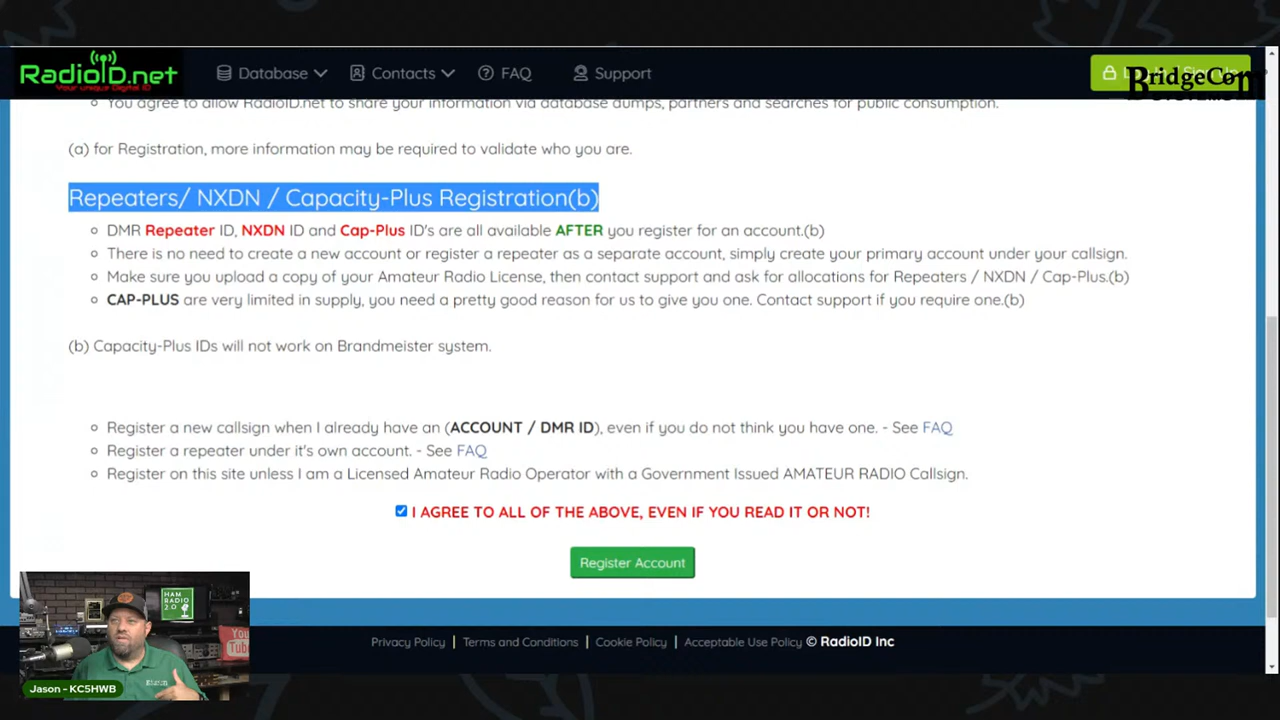 RadioID.net
Your unique Digital ID
Database
Contacts
FAQ
Support
BridgeCom
You agree to allow RadioID.net to share your information via database dumps, partners and searches for public consumption.
(a) for Registration, more information may be required to validate who you are.
Repeaters/ NXDN / Capacity-Plus Registration(b)
DMR Repeater ID, NXDN ID and Cap-Plus ID's are all available AFTER you register for an account.(b)
There is no need to create a new account or register a repeater as a separate account, simply create your primary account under your callsign.
Make sure you upload a copy of your Amateur Radio License, then contact support and ask for allocations for Repeaters / NXDN / Cap-Plus.(b)
CAP-PLUS are very limited in supply, you need a pretty good reason for us to give you one. Contact support if you require one.(b)
(b) Capacity-Plus IDs will not work on Brandmeister system.
Register a new callsign when I already have an (ACCOUNT / DMR ID), even if you do not think you have one. - See FAQ
Register a repeater under it's own account. - See FAQ
Register on this site unless I am a Licensed Amateur Radio Operator with a Government Issued AMATEUR RADIO Callsign.
I AGREE TO ALL OF THE ABOVE, EVEN IF YOU READ IT OR NOT!
Register Account
Privacy Policy | Terms and Conditions | Cookie Policy | Acceptable Use Policy © RadioID Inc
HAM
RADIO
2.0
You
Tube
Jason - KC5HWB